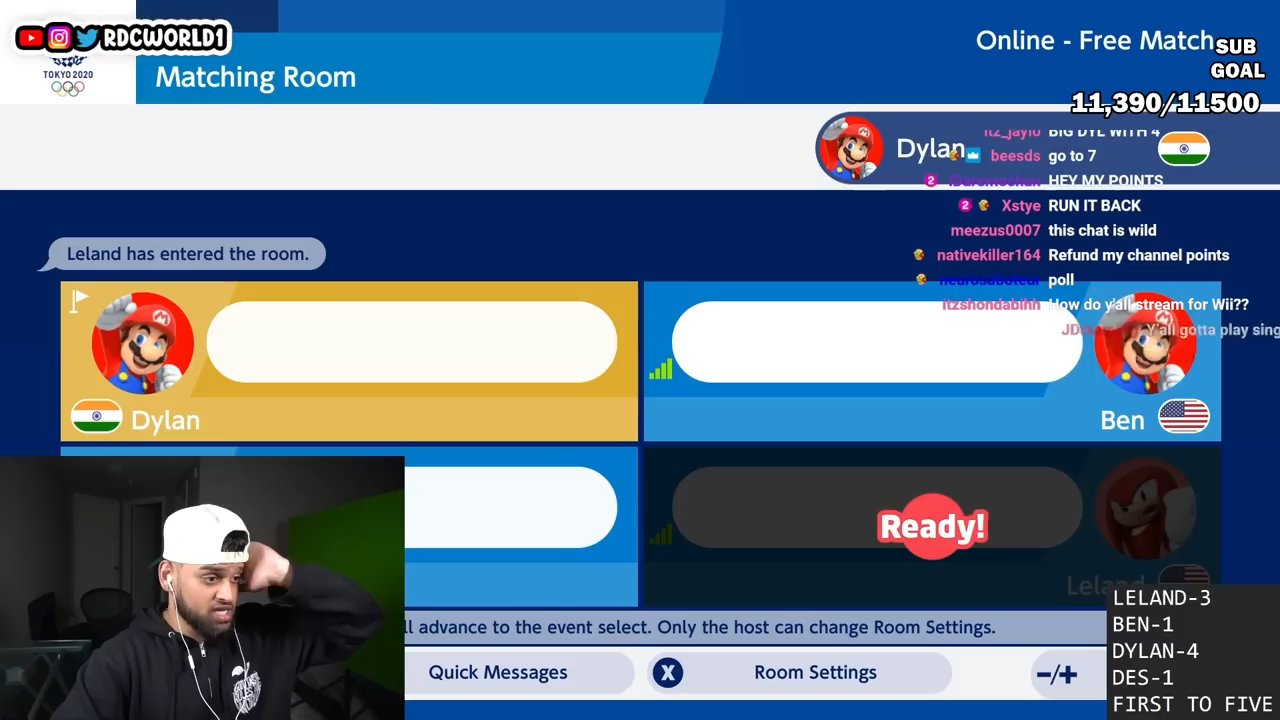 RDCWORLD1
TOKYO 2020
Matching Room
Online - Free Match
SUB
GOAL
11,390/11500
Dylan
itz_jaylo BIG DYL WITH 4
beesds go to 7
HEY MY POINTS
2 Xstye RUN IT BACK
meezus0007 this chat is wild
nativekiller164 Refund my channel points
neurosaboteur poll
itzshondabihh How do y'all stream for Wii??
Y'all gotta play sing
Leland has entered the room.
M
Dylan
Ben
Ready!
Leland
ll advance to the event select. Only the host can change Room Settings.
Quick Messages
X Room Settings
−/+
LELAND-3
BEN-1
DYLAN-4
DES-1
FIRST TO FIVE